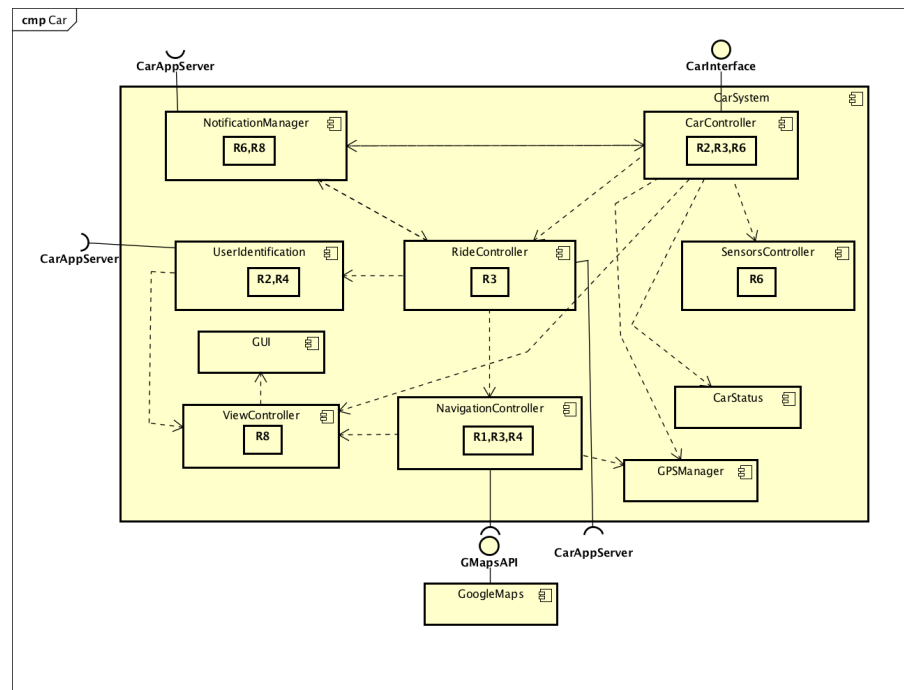 cmp Car
CarAppServer
CarInterface
CarSystem
NotificationManager
R6,R8
CarController
R2,R3,R6
CarAppServer
UserIdentification
R2,R4
RideController
R3
SensorsController
R6
GUI
CarStatus
ViewController
R8
NavigationController
R1,R3,R4
GPSManager
GMapsAPI
CarAppServer
GoogleMaps